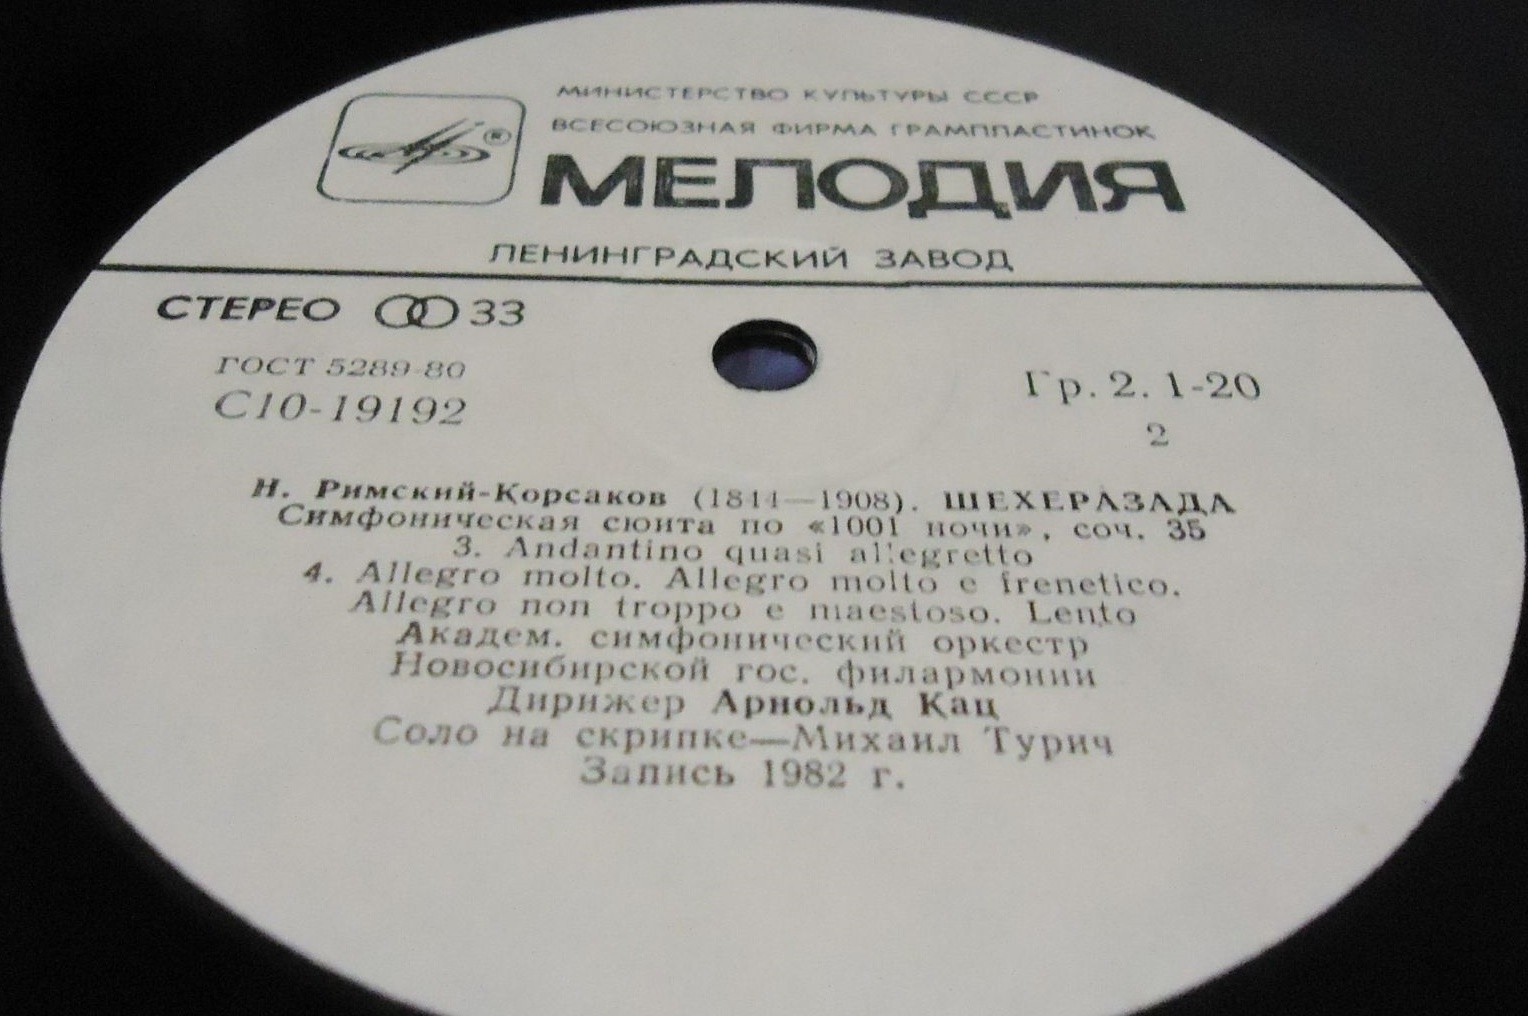 МИНИСТЕРСТВО КУЛЬТУРЫ СССР
ВСЕСОЮЗНАЯ ФИРМА ГРАМПЛАСТИНОК
®
МЕЛОДИЯ
ЛЕНИНГРАДСКИЙ ЗАВОД
СТЕРЕО 33
ГОСТ 5289-80
С10-19192
Гр. 2. 1-20
2
Н. Римский-Корсаков (1844—1908). ШЕХЕРАЗАДА
Симфоническая сюита по «1001 ночи», соч. 35
3. Andantino quasi allegretto
4. Allegro molto. Allegro molto e frenetico.
Allegro non troppo e maestoso. Lento
Академ. симфонический оркестр
Новосибирской гос. филармонии
Дирижер Арнольд Кац
Соло на скрипке—Михаил Турич
Запись 1982 г.